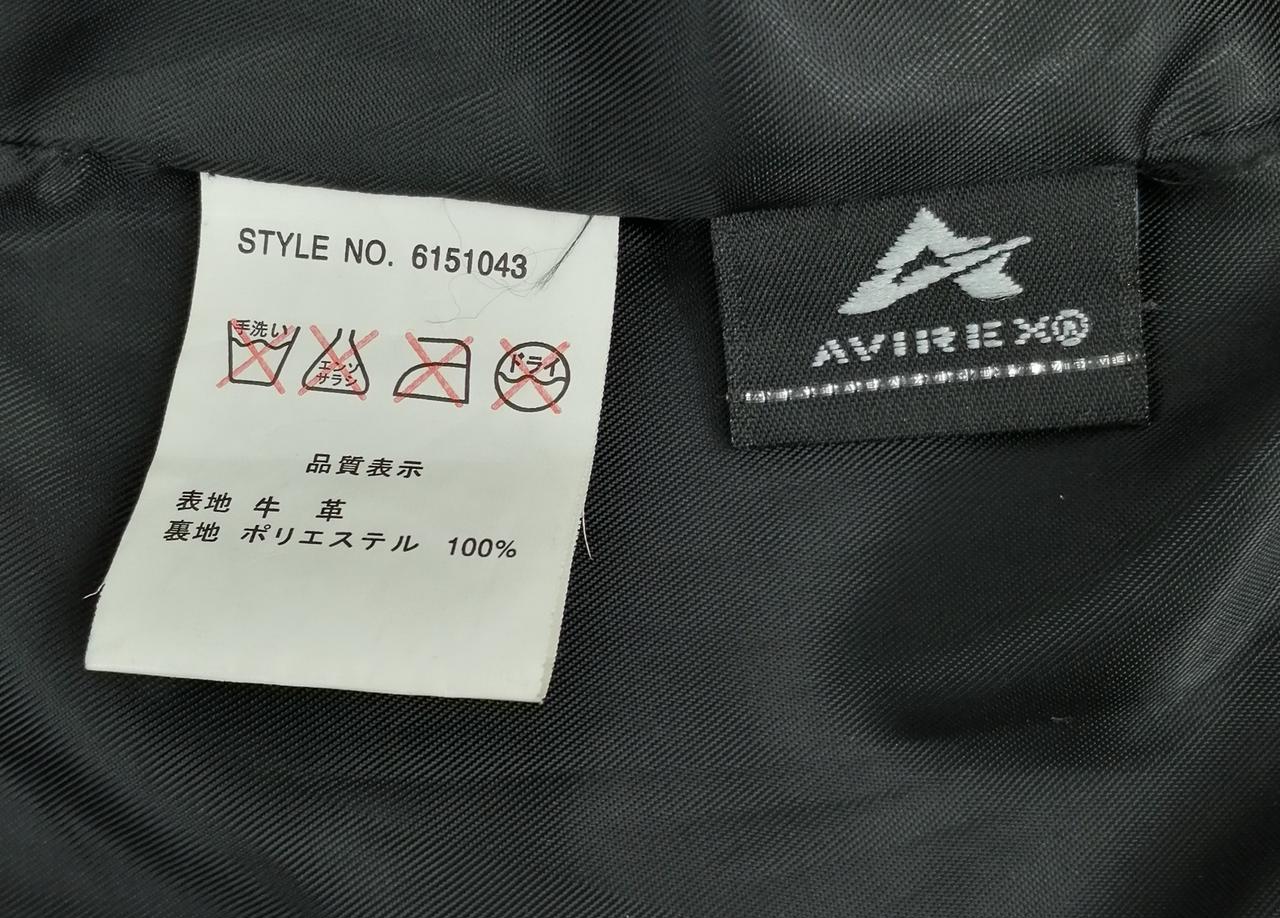 STYLE NO. 6151043
手洗い
エンソ
サラシ
ドライ
品質表示
表地 牛 革
裏地 ポリエステル 100%
AVIREX®